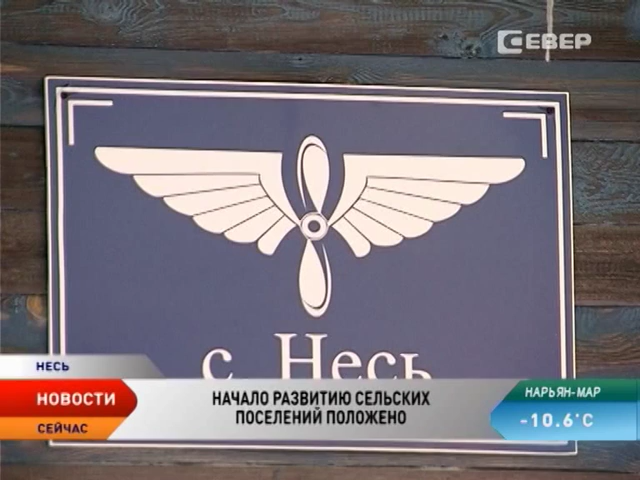 СЕВЕР
с. Несь
НЕСЬ
НОВОСТИ
СЕЙЧАС
НАЧАЛО РАЗВИТИЮ СЕЛЬСКИХ
ПОСЕЛЕНИЙ ПОЛОЖЕНО
НАРЬЯН-МАР
-10.6°C